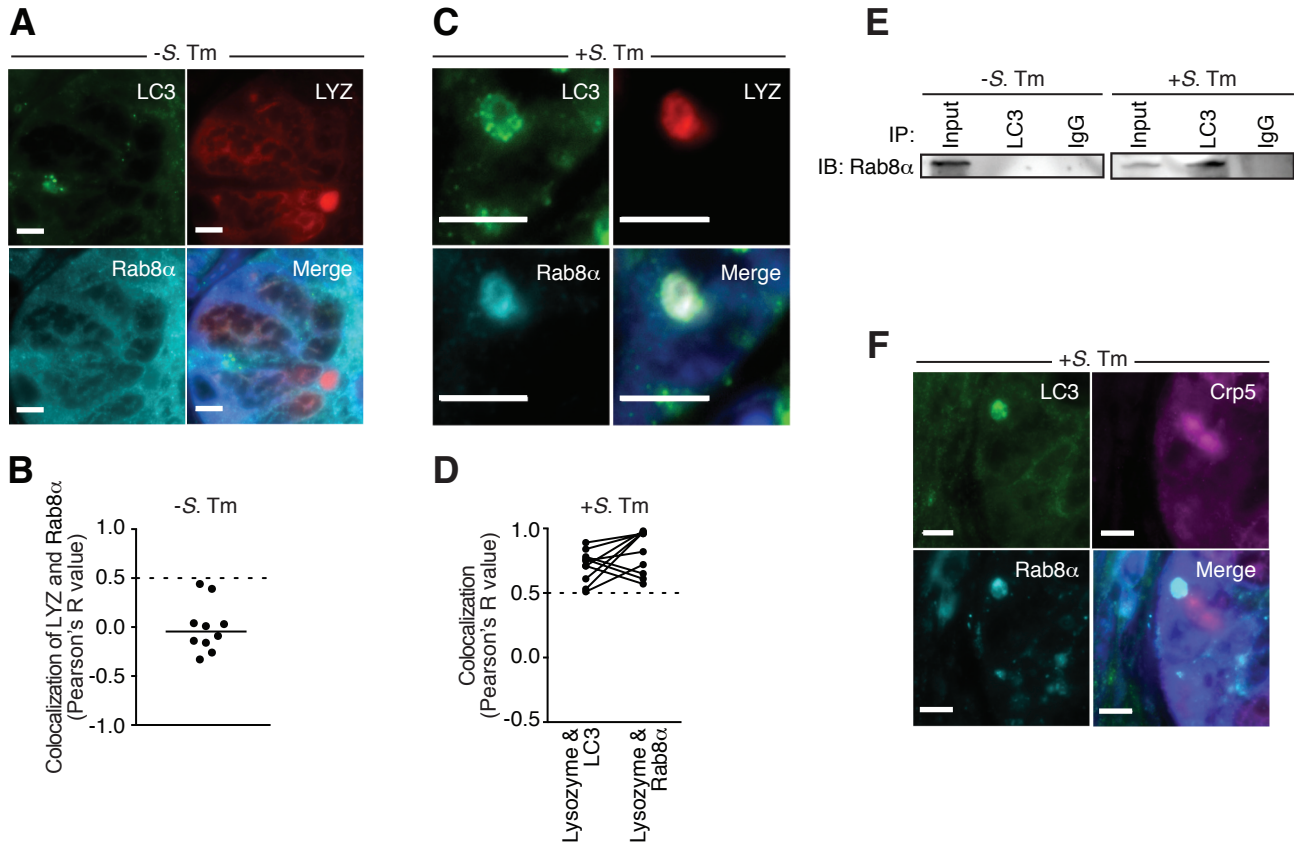 A
-S. Tm
LC3
LYZ
Rab8α
Merge
B
-S. Tm
Colocalization of LYZ and Rab8α
(Pearson's R value)
1.0
0.5
0.0
-0.5
-1.0
C
+S. Tm
LC3
LYZ
Rab8α
Merge
D
+S. Tm
Colocalization
(Pearson's R value)
1.0
0.5
0.0
-0.5
Lysozyme &
LC3
Lysozyme &
Rab8α
E
-S. Tm
+S. Tm
IP:
Input
LC3
IgG
Input
LC3
IgG
IB: Rab8α
F
+S. Tm
LC3
Crp5
Rab8α
Merge